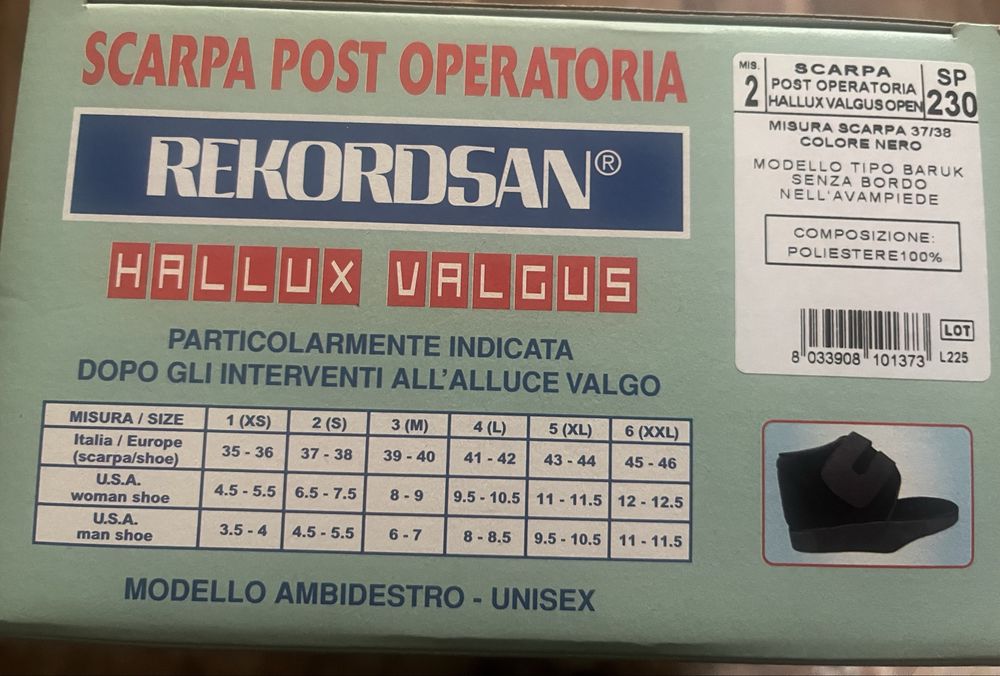 SCARPA POST OPERATORIA
REKORDSAN®
HALLUX VALGUS
PARTICOLARMENTE INDICATA
DOPO GLI INTERVENTI ALL'ALLUCE VALGO
MISURA / SIZE 1 (XS) 2 (S) 3 (M) 4 (L) 5 (XL) 6 (XXL)
Italia / Europe
(scarpa/shoe) 35 - 36 37 - 38 39 - 40 41 - 42 43 - 44 45 - 46
U.S.A.
woman shoe 4.5 - 5.5 6.5 - 7.5 8 - 9 9.5 - 10.5 11 - 11.5 12 - 12.5
U.S.A.
man shoe 3.5 - 4 4.5 - 5.5 6 - 7 8 - 8.5 9.5 - 10.5 11 - 11.5
MODELLO AMBIDESTRO - UNISEX
MIS.
2
SCARPA
POST OPERATORIA
HALLUX VALGUS OPEN
SP
230
MISURA SCARPA 37/38
COLORE NERO
MODELLO TIPO BARUK
SENZA BORDO
NELL'AVAMPIEDE
COMPOSIZIONE:
POLIESTERE100%
8 033908 101373
LOT
L225